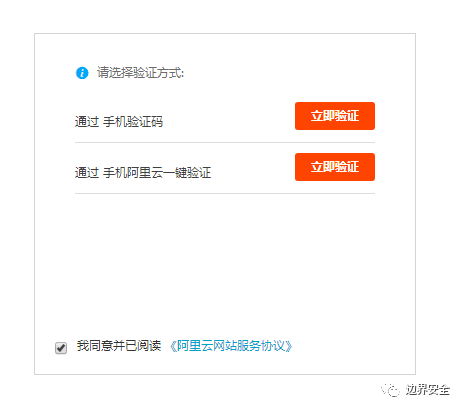 请选择验证方式:
通过 手机验证码 立即验证
通过 手机阿里云一键验证 立即验证
我同意并已阅读 《阿里云网站服务协议》
边界安全